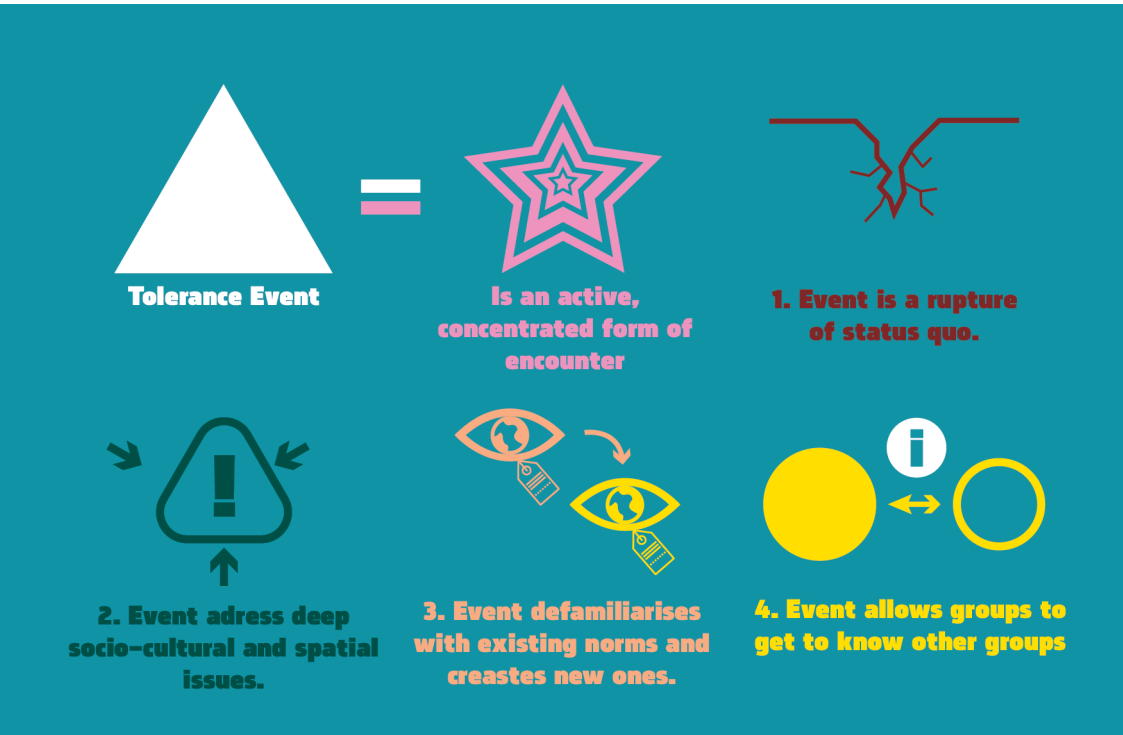 Tolerance Event
Is an active,
concentrated form of
encounter
1. Event is a rupture
of status quo.
2. Event adress deep
socio-cultural and spatial
issues.
3. Event defamiliarises
with existing norms and
creastes new ones.
i
4. Event allows groups to
get to know other groups